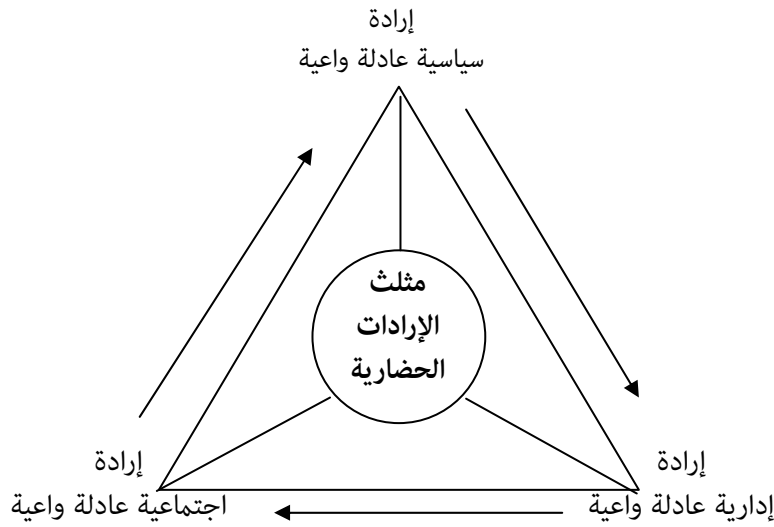 إرادة
سياسية عادلة واعية
مثلث
الإرادات
الحضارية
إرادة
إدارية عادلة واعية
إرادة
اجتماعية عادلة واعية